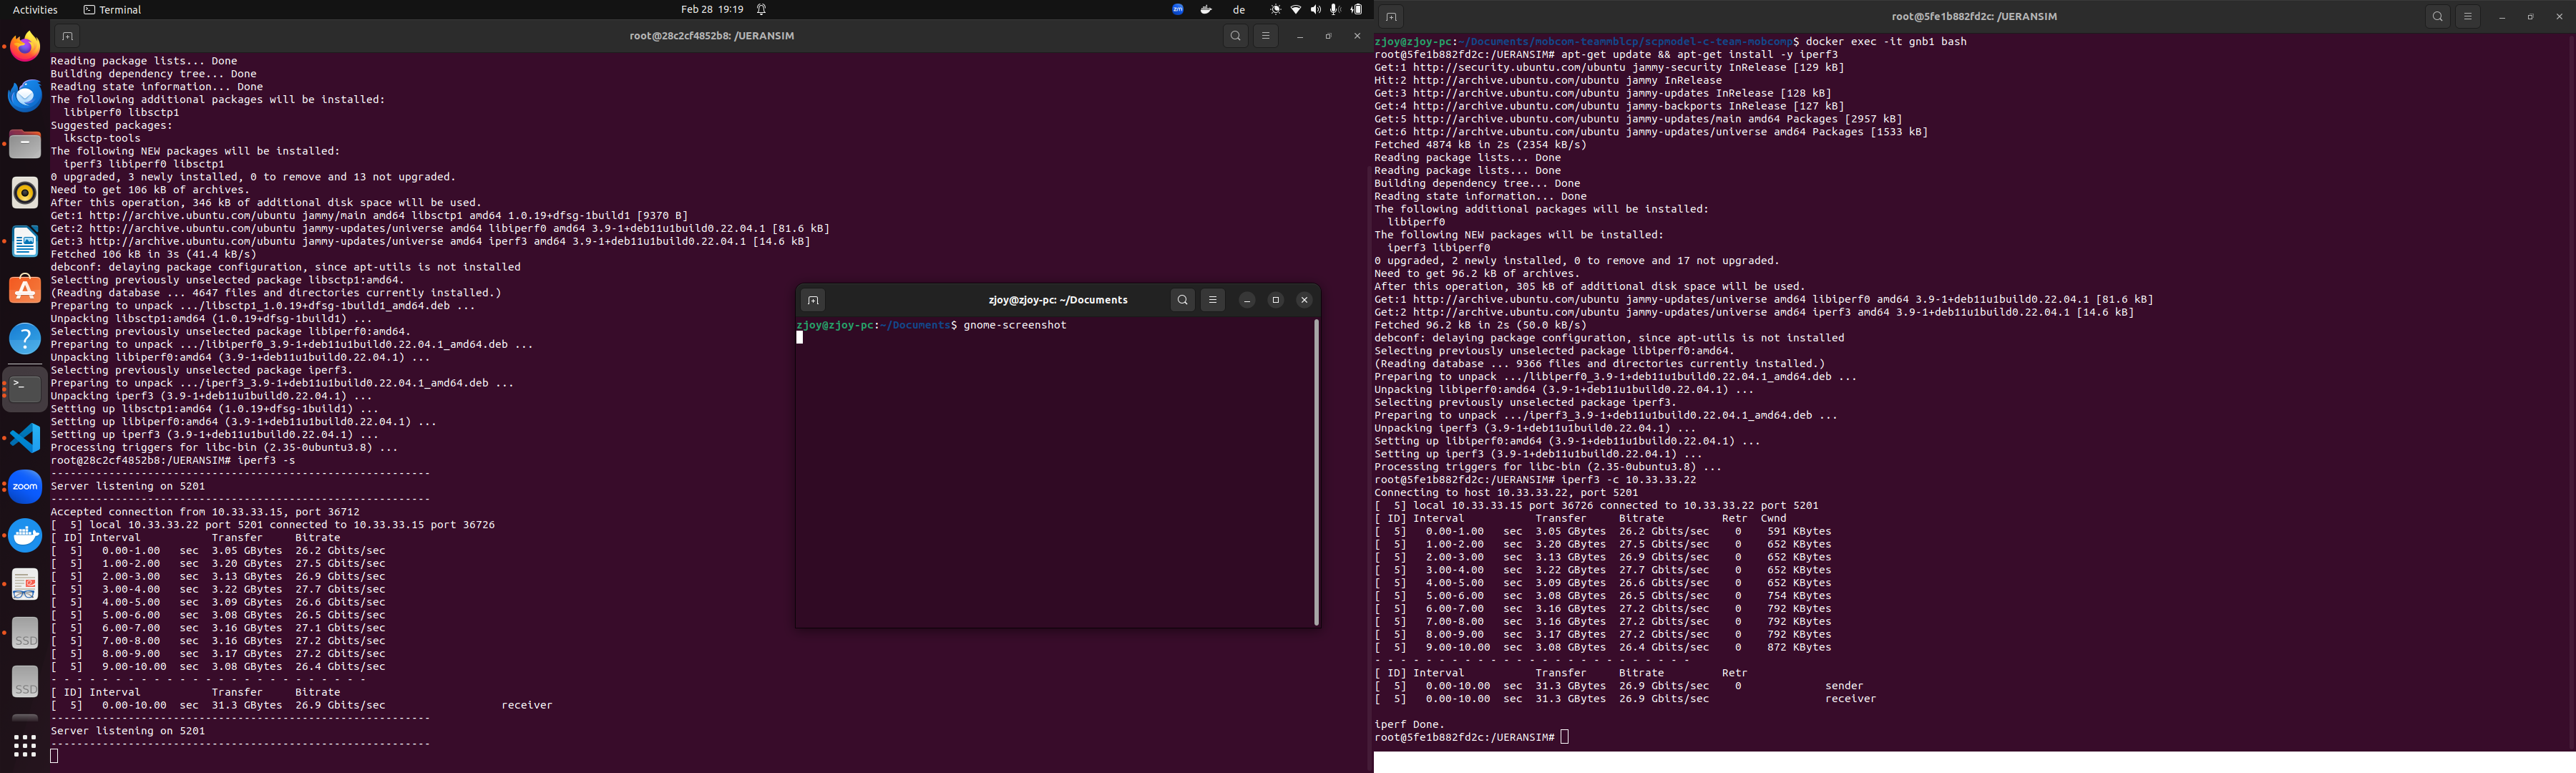 Activities
Terminal
Feb 28 19:19
zm
de
root@28c2cf4852b8: /UERANSIM
Reading package lists... Done
Building dependency tree... Done
Reading state information... Done
The following additional packages will be installed:
  libiperf0 libsctp1
Suggested packages:
  lksctp-tools
The following NEW packages will be installed:
  iperf3 libiperf0 libsctp1
0 upgraded, 3 newly installed, 0 to remove and 13 not upgraded.
Need to get 106 kB of archives.
After this operation, 346 kB of additional disk space will be used.
Get:1 http://archive.ubuntu.com/ubuntu jammy/main amd64 libsctp1 amd64 1.0.19+dfsg-1build1 [9370 B]
Get:2 http://archive.ubuntu.com/ubuntu jammy-updates/universe amd64 libiperf0 amd64 3.9-1+deb11u1build0.22.04.1 [81.6 kB]
Get:3 http://archive.ubuntu.com/ubuntu jammy-updates/universe amd64 iperf3 amd64 3.9-1+deb11u1build0.22.04.1 [14.6 kB]
Fetched 106 kB in 3s (41.4 kB/s)
debconf: delaying package configuration, since apt-utils is not installed
Selecting previously unselected package libsctp1:amd64.
(Reading database ... 4647 files and directories currently installed.)
Preparing to unpack .../libsctp1_1.0.19+dfsg-1build1_amd64.deb ...
Unpacking libsctp1:amd64 (1.0.19+dfsg-1build1) ...
Selecting previously unselected package libiperf0:amd64.
Preparing to unpack .../libiperf0_3.9-1+deb11u1build0.22.04.1_amd64.deb ...
Unpacking libiperf0:amd64 (3.9-1+deb11u1build0.22.04.1) ...
Selecting previously unselected package iperf3.
Preparing to unpack .../iperf3_3.9-1+deb11u1build0.22.04.1_amd64.deb ...
Unpacking iperf3 (3.9-1+deb11u1build0.22.04.1) ...
Setting up libsctp1:amd64 (1.0.19+dfsg-1build1) ...
Setting up libiperf0:amd64 (3.9-1+deb11u1build0.22.04.1) ...
Setting up iperf3 (3.9-1+deb11u1build0.22.04.1) ...
Processing triggers for libc-bin (2.35-0ubuntu3.8) ...
root@28c2cf4852b8:/UERANSIM# iperf3 -s
-----------------------------------------------------------
Server listening on 5201
-----------------------------------------------------------
Accepted connection from 10.33.33.15, port 36712
[  5] local 10.33.33.22 port 5201 connected to 10.33.33.15 port 36726
[ ID] Interval           Transfer     Bitrate
[  5]   0.00-1.00   sec  3.05 GBytes  26.2 Gbits/sec
[  5]   1.00-2.00   sec  3.20 GBytes  27.5 Gbits/sec
[  5]   2.00-3.00   sec  3.13 GBytes  26.9 Gbits/sec
[  5]   3.00-4.00   sec  3.22 GBytes  27.7 Gbits/sec
[  5]   4.00-5.00   sec  3.09 GBytes  26.6 Gbits/sec
[  5]   5.00-6.00   sec  3.08 GBytes  26.5 Gbits/sec
[  5]   6.00-7.00   sec  3.16 GBytes  27.1 Gbits/sec
[  5]   7.00-8.00   sec  3.16 GBytes  27.2 Gbits/sec
[  5]   8.00-9.00   sec  3.17 GBytes  27.2 Gbits/sec
[  5]   9.00-10.00  sec  3.08 GBytes  26.4 Gbits/sec
- - - - - - - - - - - - - - - - - - - - - - - - -
[ ID] Interval           Transfer     Bitrate
[  5]   0.00-10.00  sec  31.3 GBytes  26.9 Gbits/sec                  receiver
-----------------------------------------------------------
Server listening on 5201
-----------------------------------------------------------
zoom
SSD
SSD
zjoy@zjoy-pc: ~/Documents
zjoy@zjoy-pc:~/Documents$ gnome-screenshot
root@5fe1b882fd2c: /UERANSIM
zjoy@zjoy-pc:~/Documents/mobcom-teammblcp/scpmodel-c-team-mobcomp$ docker exec -it gnb1 bash
root@5fe1b882fd2c:/UERANSIM# apt-get update && apt-get install -y iperf3
Get:1 http://security.ubuntu.com/ubuntu jammy-security InRelease [129 kB]
Hit:2 http://archive.ubuntu.com/ubuntu jammy InRelease
Get:3 http://archive.ubuntu.com/ubuntu jammy-updates InRelease [128 kB]
Get:4 http://archive.ubuntu.com/ubuntu jammy-backports InRelease [127 kB]
Get:5 http://archive.ubuntu.com/ubuntu jammy-updates/main amd64 Packages [2957 kB]
Get:6 http://archive.ubuntu.com/ubuntu jammy-updates/universe amd64 Packages [1533 kB]
Fetched 4874 kB in 2s (2354 kB/s)
Reading package lists... Done
Reading package lists... Done
Building dependency tree... Done
Reading state information... Done
The following additional packages will be installed:
  libiperf0
The following NEW packages will be installed:
  iperf3 libiperf0
0 upgraded, 2 newly installed, 0 to remove and 17 not upgraded.
Need to get 96.2 kB of archives.
After this operation, 305 kB of additional disk space will be used.
Get:1 http://archive.ubuntu.com/ubuntu jammy-updates/universe amd64 libiperf0 amd64 3.9-1+deb11u1build0.22.04.1 [81.6 kB]
Get:2 http://archive.ubuntu.com/ubuntu jammy-updates/universe amd64 iperf3 amd64 3.9-1+deb11u1build0.22.04.1 [14.6 kB]
Fetched 96.2 kB in 2s (50.0 kB/s)
debconf: delaying package configuration, since apt-utils is not installed
Selecting previously unselected package libiperf0:amd64.
(Reading database ... 9366 files and directories currently installed.)
Preparing to unpack .../libiperf0_3.9-1+deb11u1build0.22.04.1_amd64.deb ...
Unpacking libiperf0:amd64 (3.9-1+deb11u1build0.22.04.1) ...
Selecting previously unselected package iperf3.
Preparing to unpack .../iperf3_3.9-1+deb11u1build0.22.04.1_amd64.deb ...
Unpacking iperf3 (3.9-1+deb11u1build0.22.04.1) ...
Setting up libiperf0:amd64 (3.9-1+deb11u1build0.22.04.1) ...
Setting up iperf3 (3.9-1+deb11u1build0.22.04.1) ...
Processing triggers for libc-bin (2.35-0ubuntu3.8) ...
root@5fe1b882fd2c:/UERANSIM# iperf3 -c 10.33.33.22
Connecting to host 10.33.33.22, port 5201
[  5] local 10.33.33.15 port 36726 connected to 10.33.33.22 port 5201
[ ID] Interval           Transfer     Bitrate         Retr  Cwnd
[  5]   0.00-1.00   sec  3.05 GBytes  26.2 Gbits/sec    0    591 KBytes
[  5]   1.00-2.00   sec  3.20 GBytes  27.5 Gbits/sec    0    652 KBytes
[  5]   2.00-3.00   sec  3.13 GBytes  26.9 Gbits/sec    0    652 KBytes
[  5]   3.00-4.00   sec  3.22 GBytes  27.7 Gbits/sec    0    652 KBytes
[  5]   4.00-5.00   sec  3.09 GBytes  26.6 Gbits/sec    0    652 KBytes
[  5]   5.00-6.00   sec  3.08 GBytes  26.5 Gbits/sec    0    754 KBytes
[  5]   6.00-7.00   sec  3.16 GBytes  27.2 Gbits/sec    0    792 KBytes
[  5]   7.00-8.00   sec  3.16 GBytes  27.2 Gbits/sec    0    792 KBytes
[  5]   8.00-9.00   sec  3.17 GBytes  27.2 Gbits/sec    0    792 KBytes
[  5]   9.00-10.00  sec  3.08 GBytes  26.4 Gbits/sec    0    872 KBytes
- - - - - - - - - - - - - - - - - - - - - - - - -
[ ID] Interval           Transfer     Bitrate         Retr
[  5]   0.00-10.00  sec  31.3 GBytes  26.9 Gbits/sec    0             sender
[  5]   0.00-10.00  sec  31.3 GBytes  26.9 Gbits/sec                  receiver
iperf Done.
root@5fe1b882fd2c:/UERANSIM#